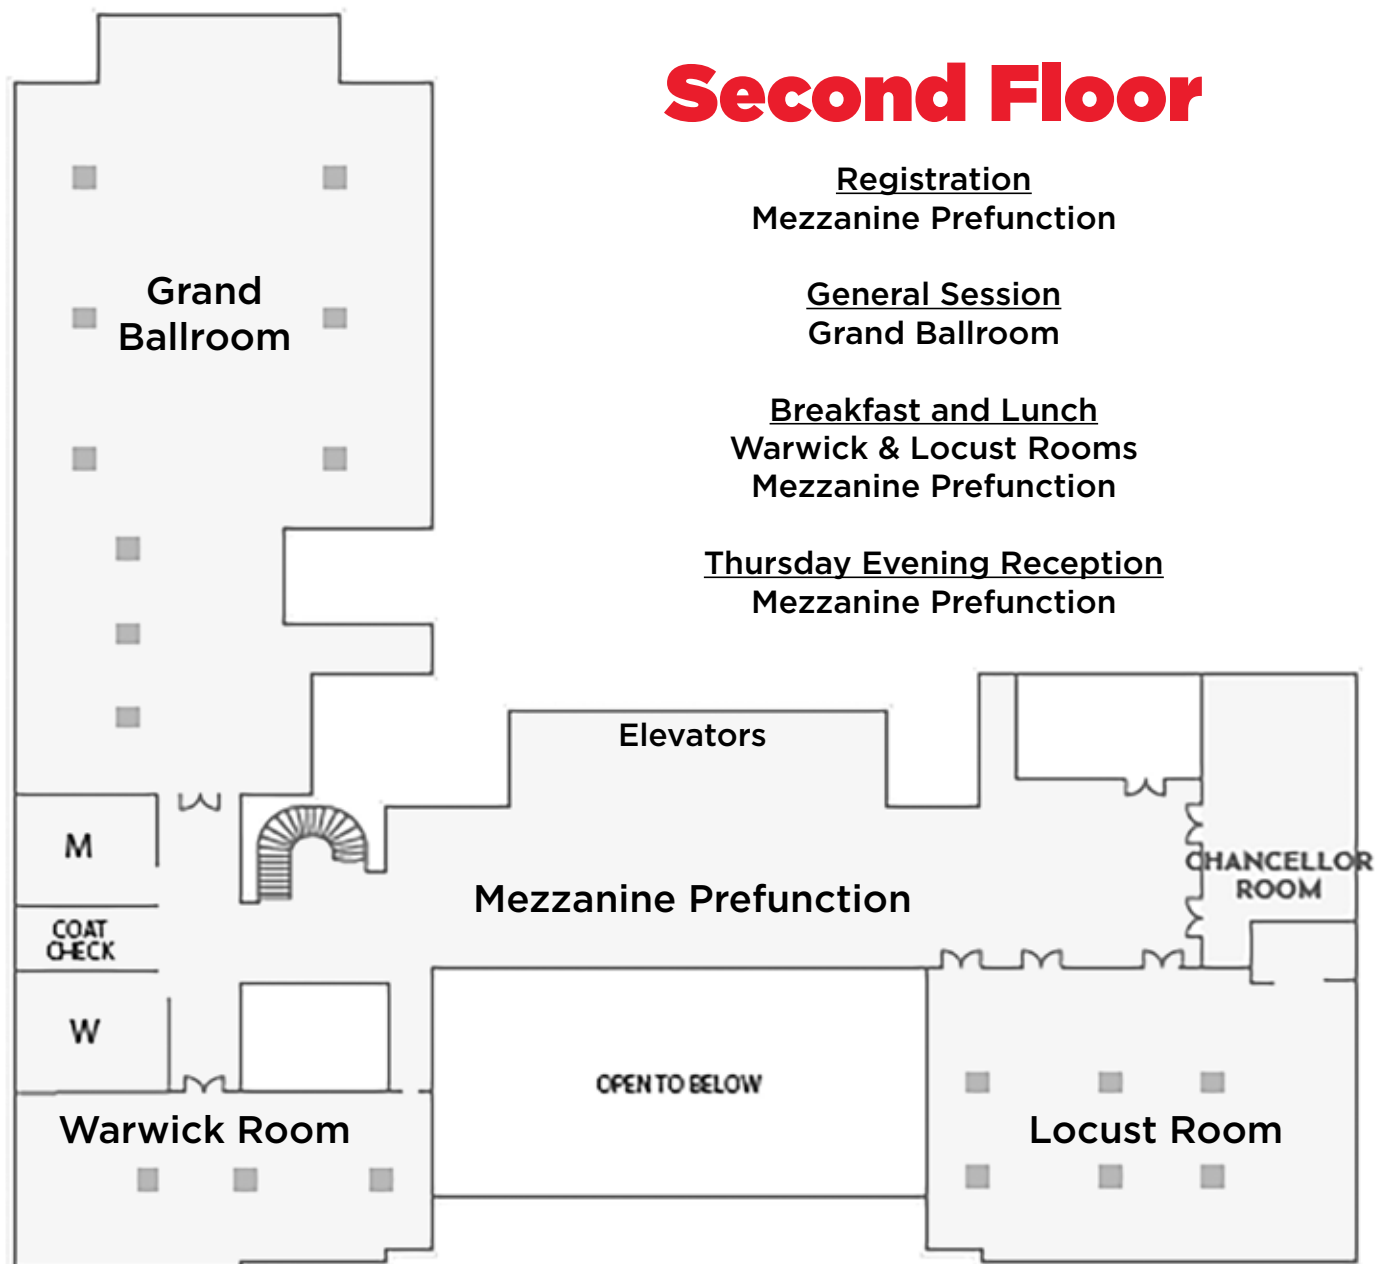 Second Floor
Registration
Mezzanine Prefunction
General Session
Grand Ballroom
Breakfast and Lunch
Warwick & Locust Rooms
Mezzanine Prefunction
Thursday Evening Reception
Mezzanine Prefunction
Grand
Ballroom
Elevators
M
CHANCELLOR
ROOM
Mezzanine Prefunction
COAT
CHECK
W
OPEN TO BELOW
Warwick Room
Locust Room